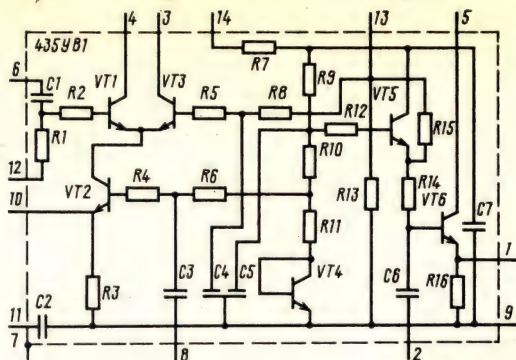 4 3 14 13 5
435УВ1
R7
6 C1 VT1 VT3 R9
R2 R5 R8 VT5
R12 R15
R1
12 R10
10 VT2 R4 R6 R13 R14
VT6 C7
R11
R3 C3 C4 C5 VT4 C6 1
R16
11 C2 9
7
8 2